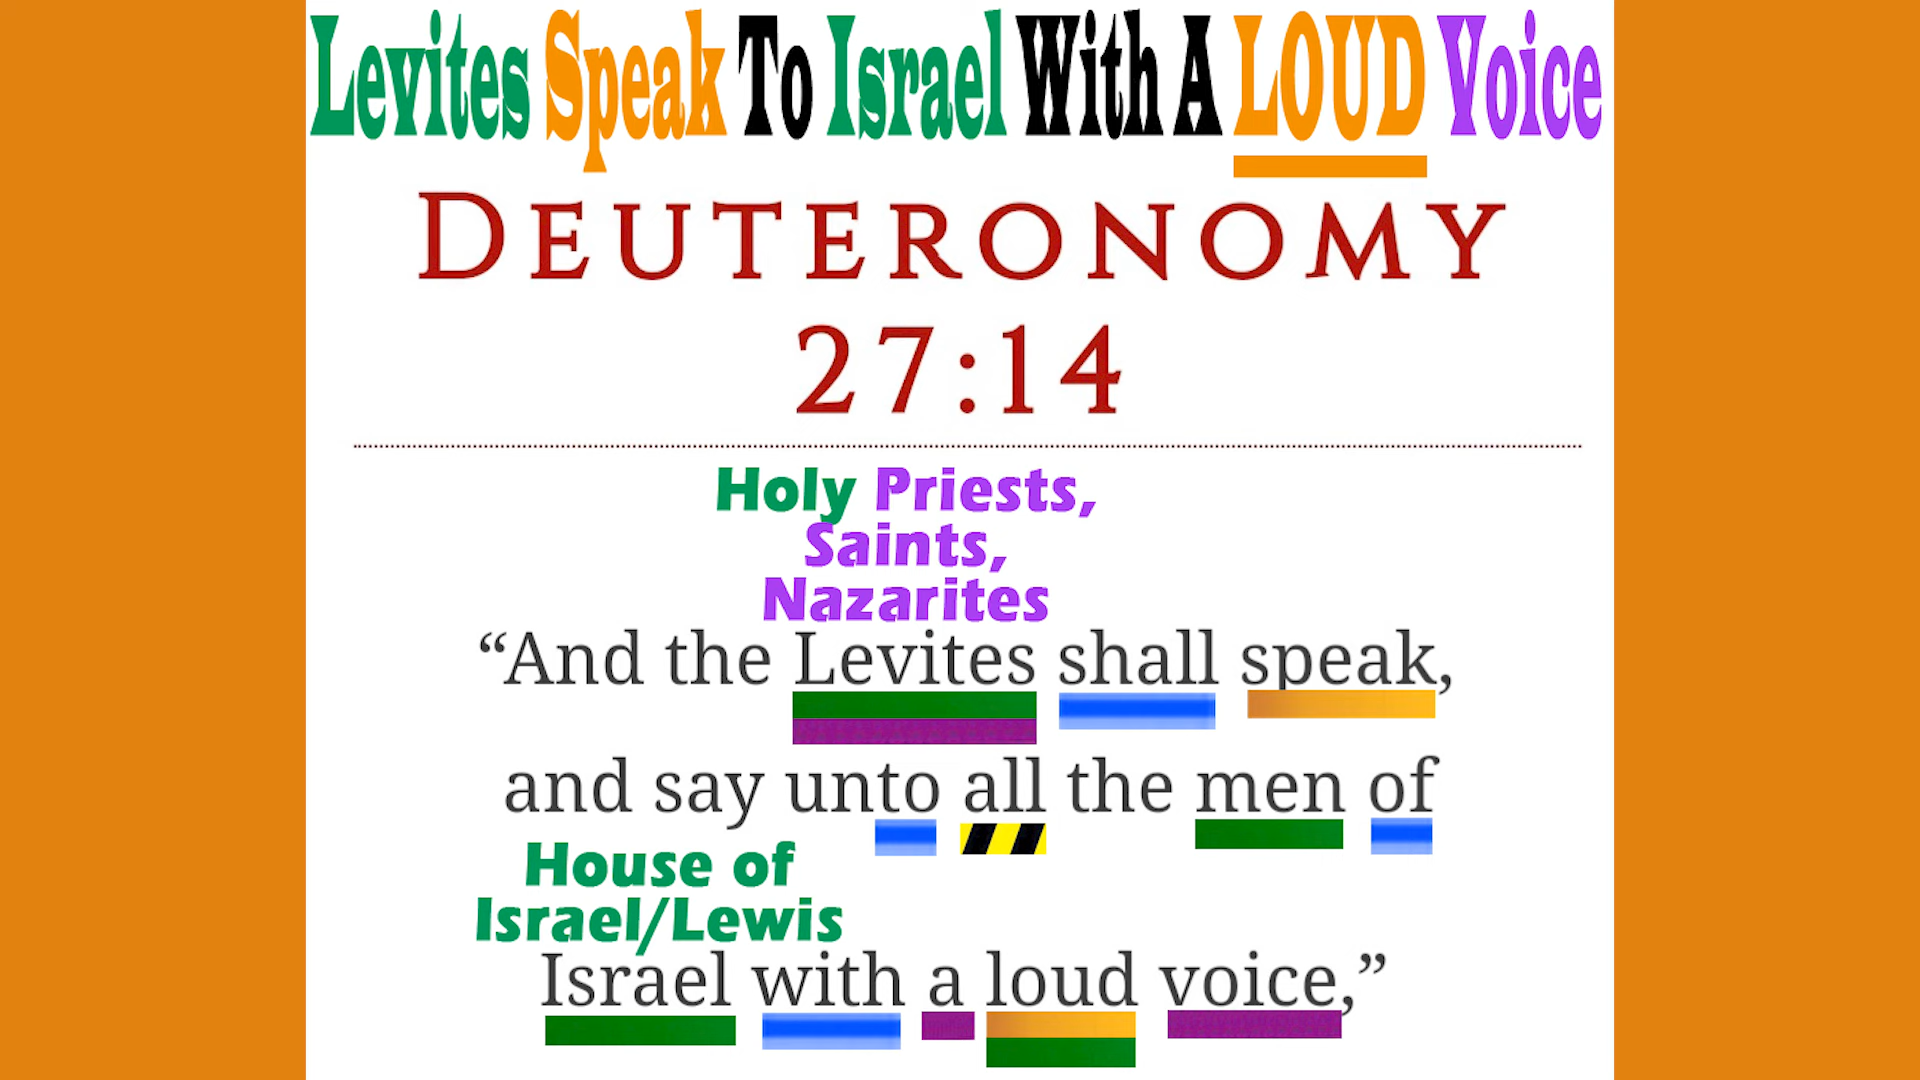 Levites Speak To Israel With A LOUD Voice
DEUTERONOMY
27:14
Holy Priests,
Saints,
Nazarites
“And the Levites shall speak,
and say unto all the men of
House of
Israel/Lewis
Israel with a loud voice,”